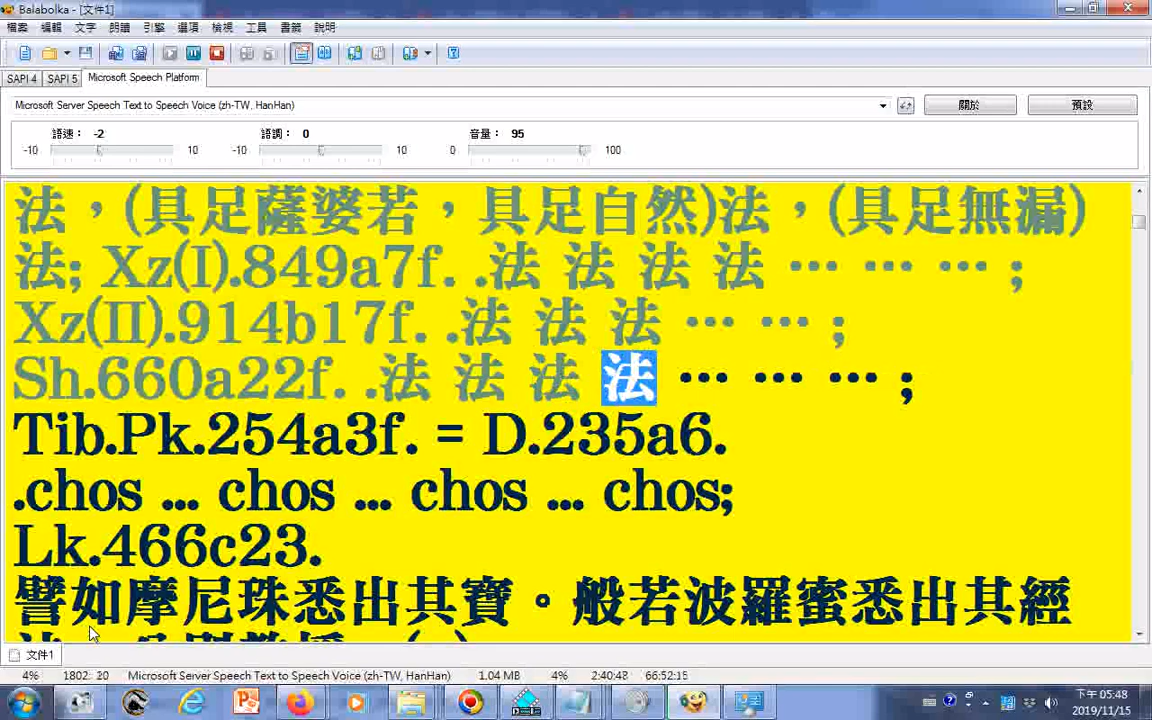 Balabolka - [文件1]
檔案 編輯 文字 朗讀 引擎 選項 檢視 工具 書籤 說明
SAPI 4 SAPI 5 Microsoft Speech Platform
Microsoft Server Speech Text to Speech Voice (zh-TW, HanHan) 關於 預設
語速: -2 語調: 0 音量: 95
-10 10 -10 10 0 100
法，(具足薩婆若，具足自然)法，(具足無漏)
法; Xz(I).849a7f. .法 法 法 法 … … … ;
Xz(II).914b17f. .法 法 法 … … ;
Sh.660a22f. .法 法 法 法 … … … ;
Tib.Pk.254a3f. = D.235a6.
.chos ... chos ... chos ... chos;
Lk.466c23.
譬如摩尼珠悉出其寶。般若波羅蜜悉出其經
文件1
4% 1802: 20 Microsoft Server Speech Text to Speech Voice (zh-TW, HanHan) 1.04 MB 4% 2:40:48 66:52:15
下午 05:48
2019/11/15